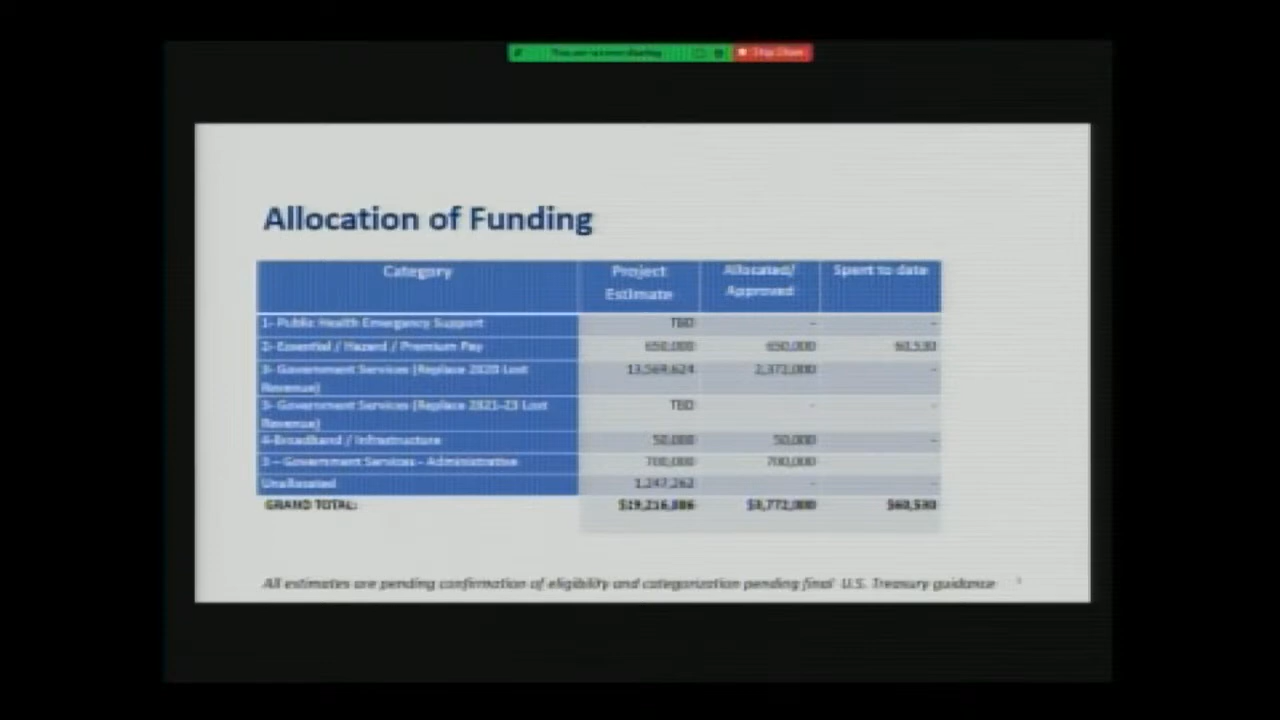 Allocation of Funding
Category Project Estimate Allocated/ Approved Spent to date
1- Public Health Emergency Support TBD - -
2- Essential / Hazard / Premium Pay 650,000 650,000 60,530
3- Government Services (Replace 2020 Lost Revenue) 13,569,624 2,372,000 -
3- Government Services (Replace 2021-23 Lost Revenue) TBD - -
4-Broadband / Infrastructure 50,000 50,000 -
3 – Government Services - Administrative 700,000 700,000
Unallocated 1,247,262 - -
GRAND TOTAL: $3,772,000 $60,530
All estimates are pending confirmation of eligibility and categorization pending final U.S. Treasury guidance